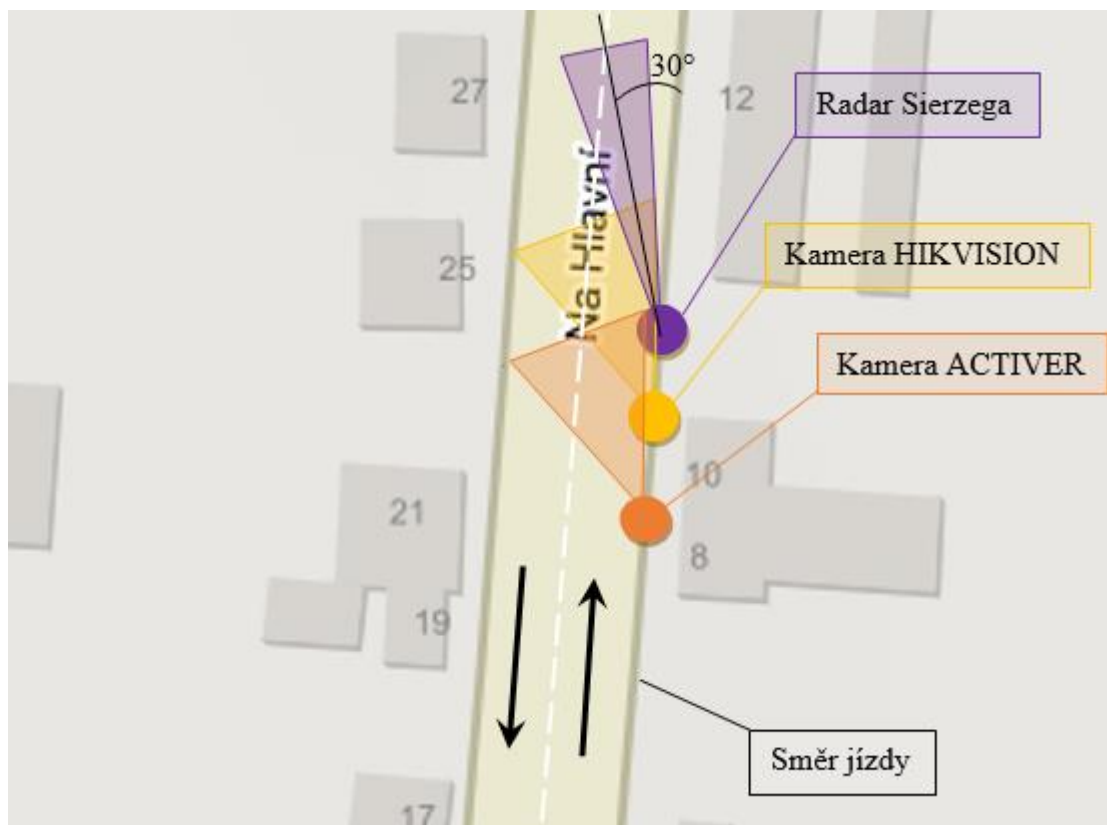 30°
27
12
Radar Sierzega
Na Hlavní
25
Kamera HIKVISION
Kamera ACTIVER
10
21
8
19
Směr jízdy
17